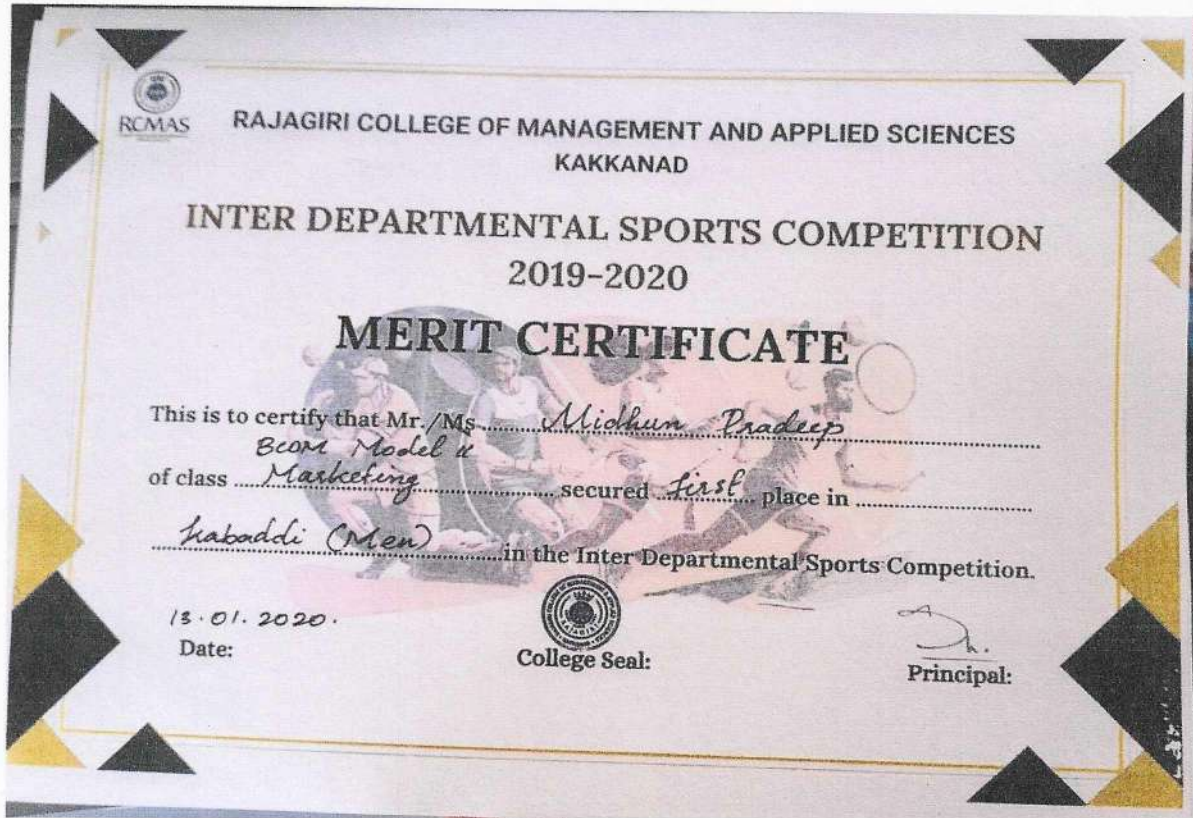 RCMAS
RAJAGIRI COLLEGE OF MANAGEMENT AND APPLIED SCIENCES
KAKKANAD
INTER DEPARTMENTAL SPORTS COMPETITION
2019-2020
MERIT CERTIFICATE
This is to certify that Mr./Ms ...... Midhun Pradeep ......
BCOM Model II
of class ... Marketing ...... secured first ... place in ......
Kabaddi (Men) ...... in the Inter Departmental Sports Competition.
13.01.2020.
Date:
College Seal:
Principal: